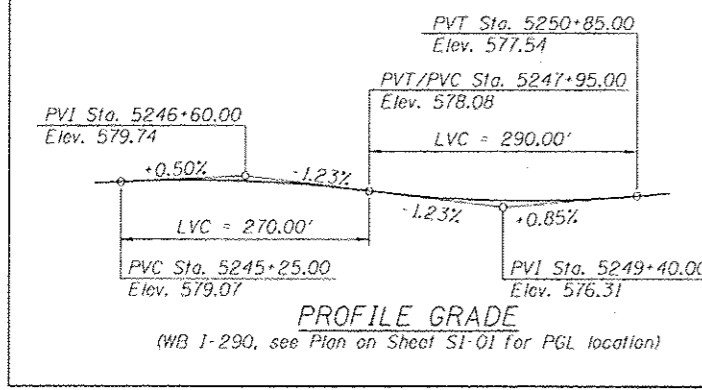 PVT Sta. 5250+85.00
Elev. 577.54
PVT/PVC Sta. 5247+95.00
Elev. 578.08
PVI Sta. 5246+60.00
Elev. 579.74
LVC = 290.00'
+0.50%
-1.23%
-1.23%
+0.85%
LVC = 270.00'
PVC Sta. 5245+25.00
Elev. 579.07
PVI Sta. 5249+40.00
Elev. 576.31
PROFILE GRADE
(WB I-290, see Plan on Sheet S1-01 for PGL location)